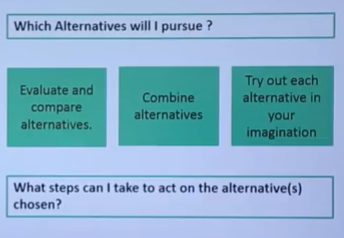 Which Alternatives will I pursue ?
Evaluate and
compare
alternatives.
Combine
alternatives
Try out each
alternative in
your
imagination
What steps can I take to act on the alternative(s)
chosen?